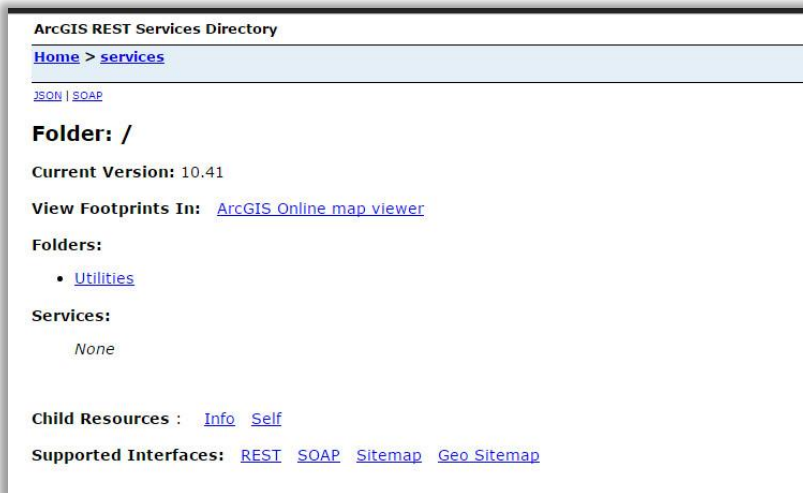 ArcGIS REST Services Directory
Home > services
JSON | SOAP
Folder: /
Current Version: 10.41
View Footprints In: ArcGIS Online map viewer
Folders:
• Utilities
Services:
None
Child Resources : Info Self
Supported Interfaces: REST SOAP Sitemap Geo Sitemap